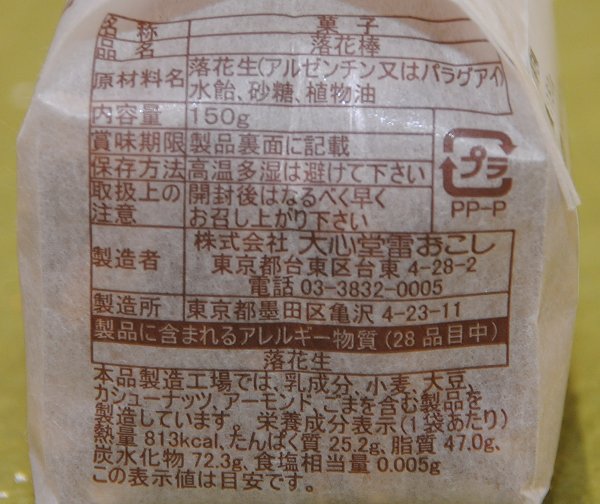 名称 菓子
品名 落花棒
原材料名 落花生(アルゼンチン又はパラグアイ)
水飴、砂糖、植物油
内容量 150g
賞味期限 製品裏面に記載
保存方法 高温多湿は避けて下さい
取扱上の注意 開封後はなるべく早く
お召し上がり下さい
プラ
PP-P
製造者 株式会社 大心堂雷おこし
東京都台東区台東4-28-2
電話 03-3832-0005
製造所 東京都墨田区亀沢4-23-11
製品に含まれるアレルギー物質(28品目中)
落花生
本品製造工場では、乳成分、小麦、大豆、
カシューナッツ、アーモンド、ごまを含む製品を
製造しています。栄養成分表示(1袋あたり)
熱量 813kcal、たんぱく質 25.2g、脂質 47.0g、
炭水化物 72.3g、食塩相当量 0.005g
この表示値は目安です。